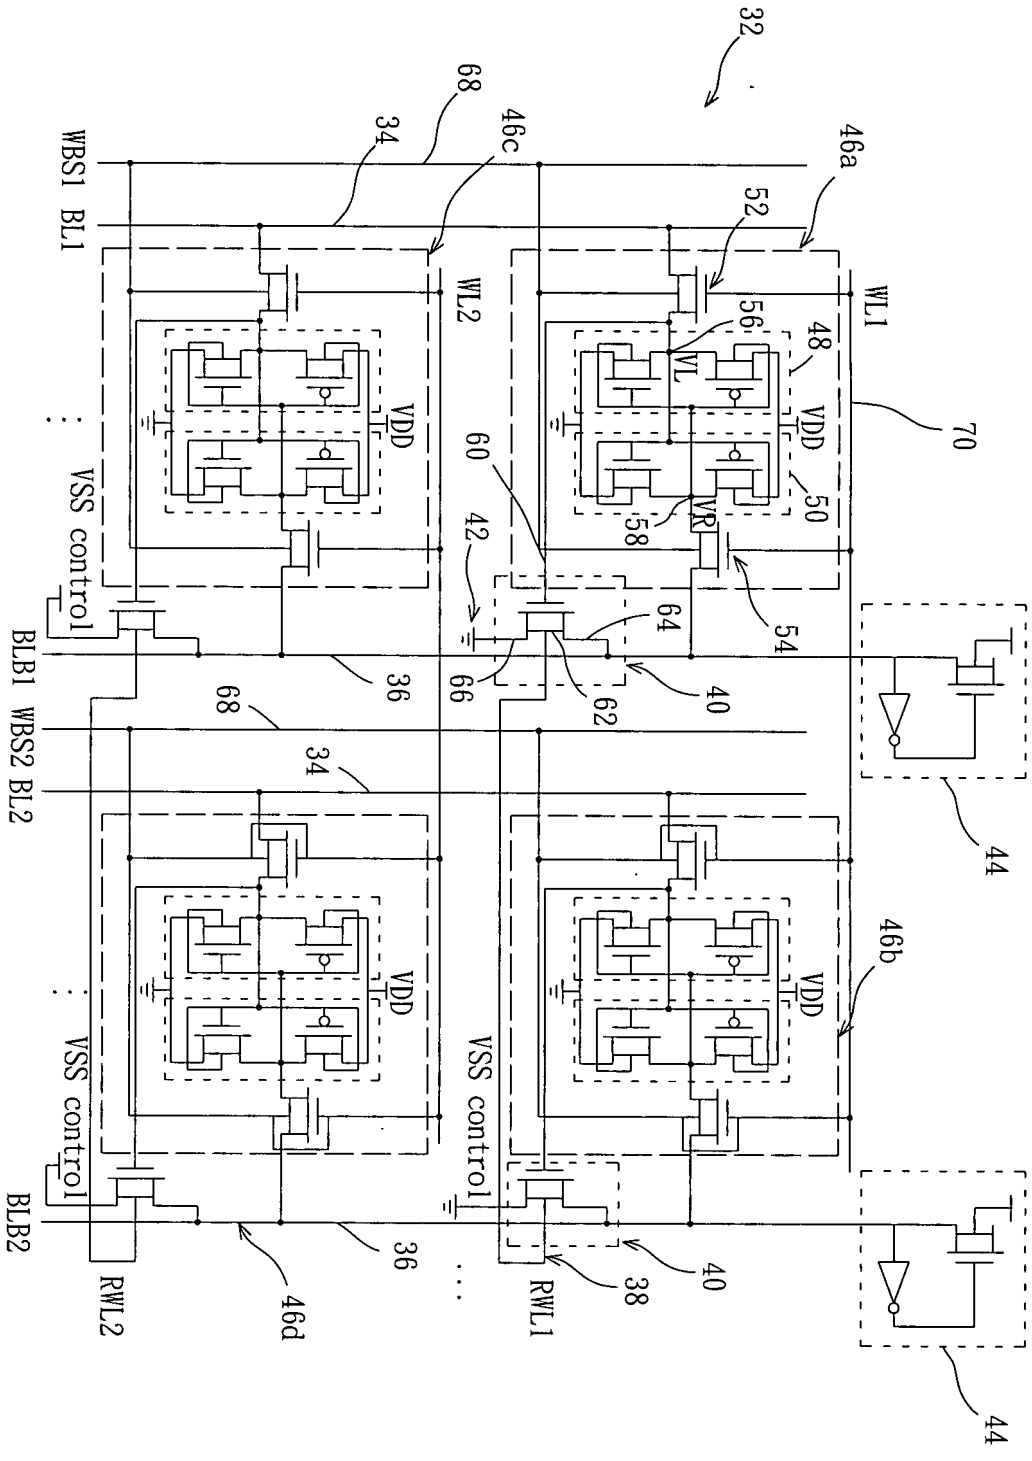 32
44
44
46a
46b
WL1
70
52
48
56
VL
VDD
50
VR
58
54
VDD
60
42
66
62
64
40
VSS control
40
38
RWL1
...
46c
WL2
VDD
VDD
68
34
WBS1
BL1
...
VSS control
BLB1
36
68
WBS2
34
BL2
...
VSS control
BLB2
36
46d
RWL2